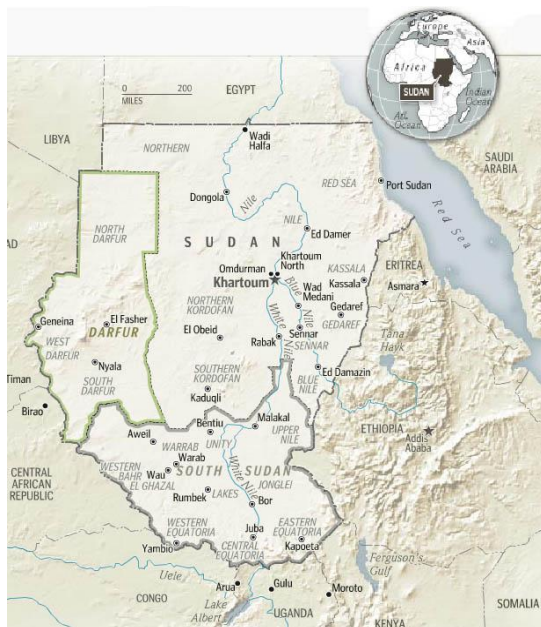 Europe
Asia
Africa
SUDAN
Indian
Ocean
Atl.
Ocean
0 200
MILES
EGYPT
LIBYA
Wadi
Halfa
NORTHERN
SAUDI
ARABIA
RED SEA
Port Sudan
Dongola
Nile
Red Sea
NORTH
DARFUR
NILE
Ed Damer
SUDAN
AD
Khartoum
North
Omdurman
Khartoum
KASSALA
Kassala
ERITREA
Asmara
Blue Nile
Wad
Medani
NORTHERN
KORDOFAN
Gedaref
GEDAREF
Geneina
El Fasher
DARFUR
WEST
DARFUR
El Obeid
White Nile
Sennar
SENNAR
Rabak
Tana
Hayk
Nyala
SOUTH
DARFUR
SOUTHERN
KORDOFAN
Ed Damazin
BLUE
NILE
Timan
Kaduqli
Birao
Malakal
Bentiu
UPPER
NILE
Aweil
UNITY
WARRAB
ETHIOPIA
Addis
Ababa
Warab
WESTERN
BAHR
EL GHAZAL
Wau
SOUTH SUDAN
White Nile
JONGLEI
CENTRAL
AFRICAN
REPUBLIC
Rumbek
LAKES
Bor
WESTERN
EQUATORIA
Juba
EASTERN
EQUATORIA
Yambio
CENTRAL
EQUATORIA
Kapoeta
Ferguson's
Gulf
Uele
Arua
Gulu
Moroto
CONGO
Lake
Albert
UGANDA
KENYA
SOMALIA